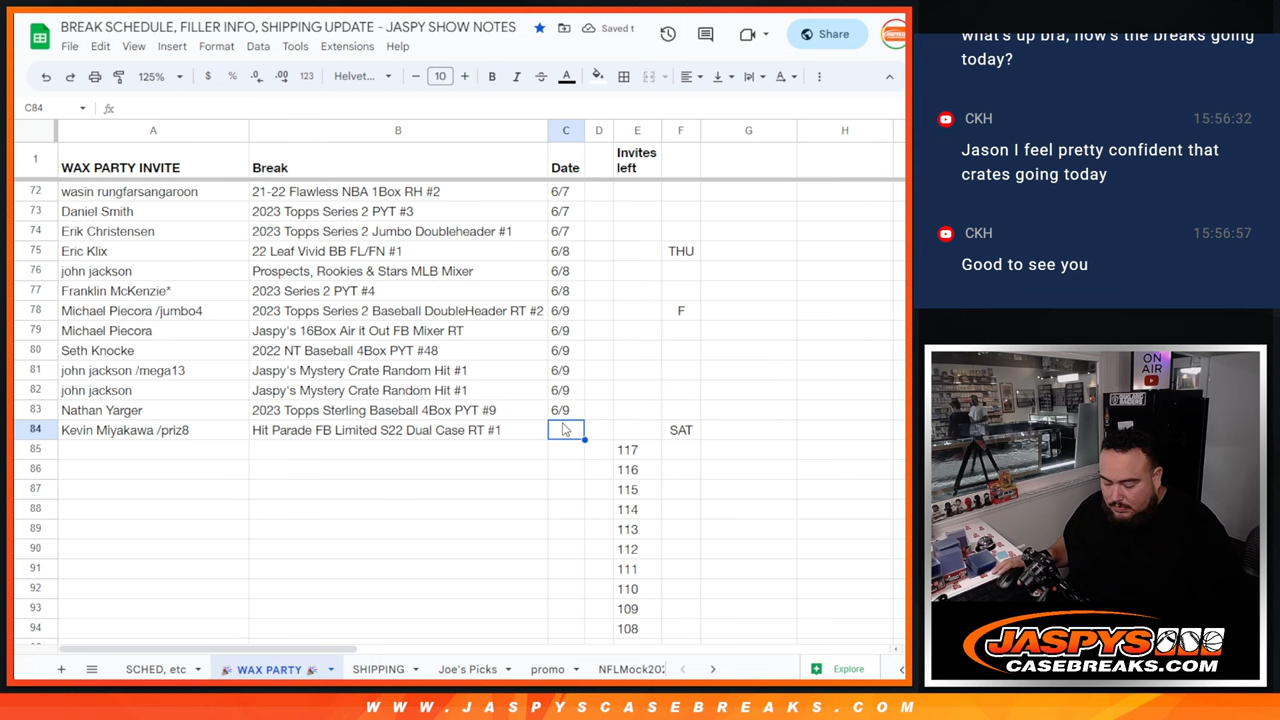 BREAK SCHEDULE, FILLER INFO, SHIPPING UPDATE - JASPY SHOW NOTES
Saved t
Share
File Edit View Insert Format Data Tools Extensions Help
125% $ % .0 .00 123 Helvet... 10 B I A
C84 fx
A B C D E F G H
1 WAX PARTY INVITE Break Date Invites left
72 wasin rungfarsangaroon 21-22 Flawless NBA 1Box RH #2 6/7
73 Daniel Smith 2023 Topps Series 2 PYT #3 6/7
74 Erik Christensen 2023 Topps Series 2 Jumbo Doubleheader #1 6/7
75 Eric Klix 22 Leaf Vivid BB FL/FN #1 6/8 THU
76 john jackson Prospects, Rookies & Stars MLB Mixer 6/8
77 Franklin McKenzie* 2023 Series 2 PYT #4 6/8
78 Michael Piecora /jumbo4 2023 Topps Series 2 Baseball DoubleHeader RT #2 6/9 F
79 Michael Piecora Jaspy's 16Box Air it Out FB Mixer RT 6/9
80 Seth Knocke 2022 NT Baseball 4Box PYT #48 6/9
81 john jackson /mega13 Jaspy's Mystery Crate Random Hit #1 6/9
82 john jackson Jaspy's Mystery Crate Random Hit #1 6/9
83 Nathan Yarger 2023 Topps Sterling Baseball 4Box PYT #9 6/9
84 Kevin Miyakawa /priz8 Hit Parade FB Limited S22 Dual Case RT #1 SAT
85 117
86 116
87 115
88 114
89 113
90 112
91 111
92 110
93 109
94 108
SCHED, etc WAX PARTY SHIPPING Joe's Picks promo NFLMock202 Explore
what's up bra, how's the breaks going
today?
CKH 15:56:32
Jason I feel pretty confident that
crates going today
CKH 15:56:57
Good to see you
ON
AIR
JASPYS
CASEBREAKS.COM
WWW.JASPYSCASEBREAKS.COM